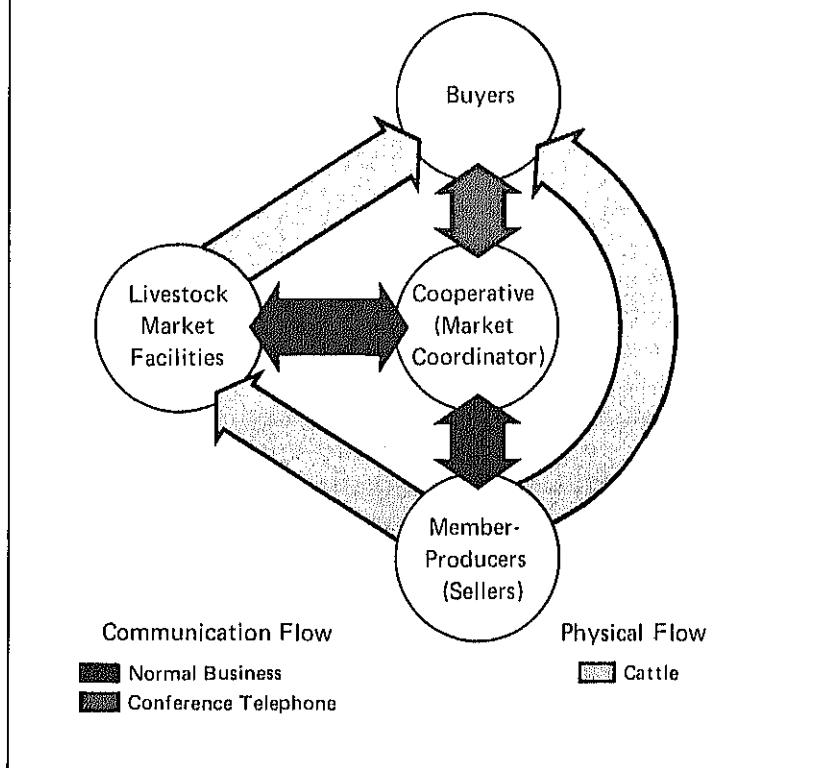 Buyers
Livestock
Market
Facilities
Cooperative
(Market
Coordinator)
Member-
Producers
(Sellers)
Communication Flow
Normal Business
Conference Telephone
Physical Flow
Cattle